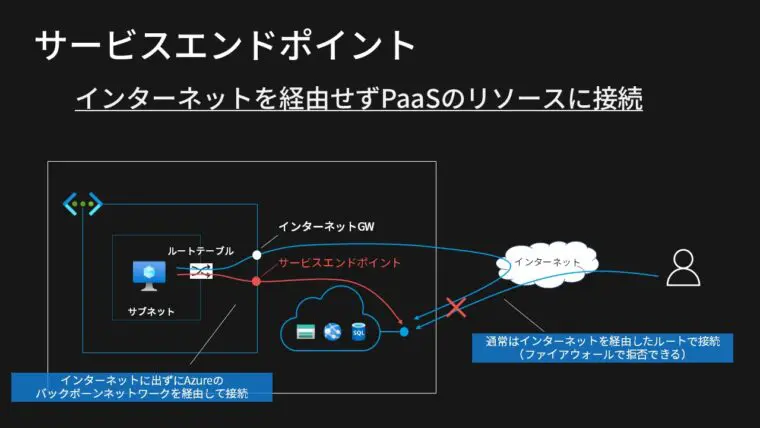 サービスエンドポイント
インターネットを経由せずPaaSのリソースに接続
インターネットGW
ルートテーブル
サービスエンドポイント
インターネット
サブネット
SQL
通常はインターネットを経由したルートで接続
（ファイアウォールで拒否できる）
インターネットに出ずにAzureの
バックボーンネットワークを経由して接続